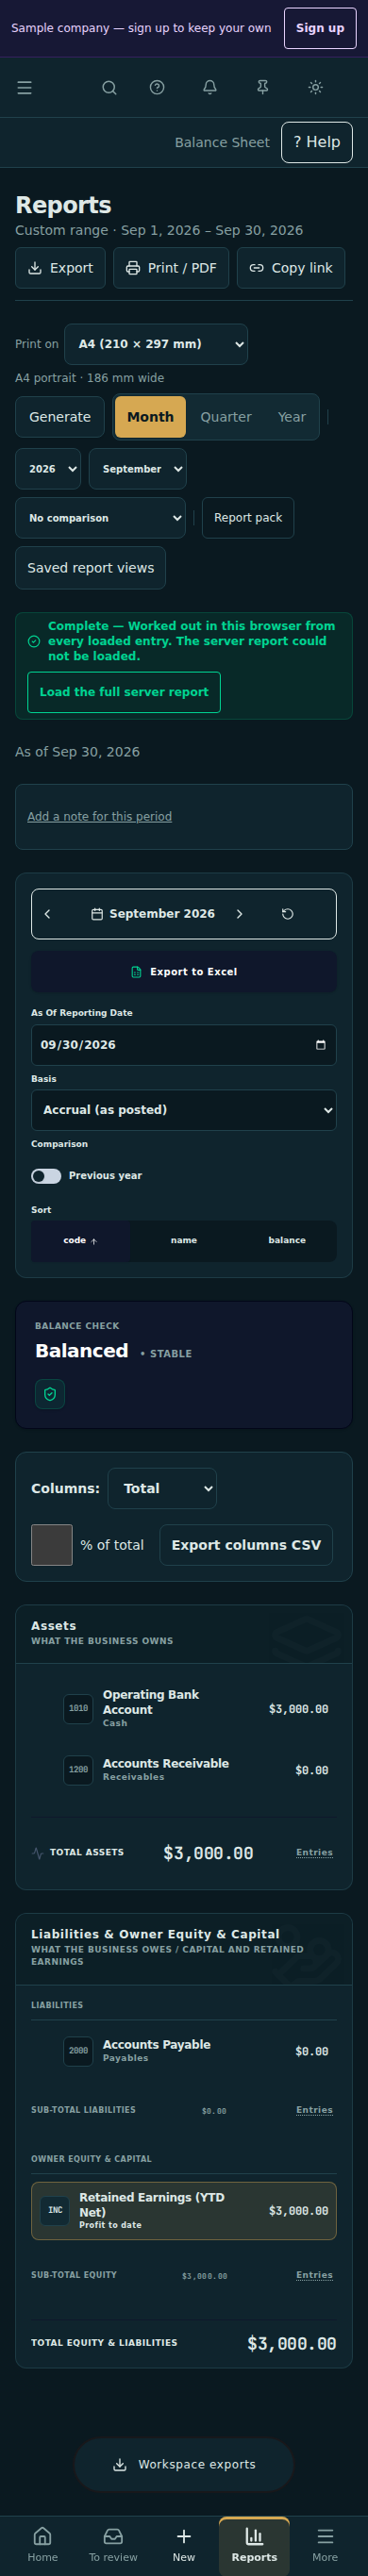 Sample company — sign up to keep your own
Sign up
Balance Sheet
? Help
Reports
Custom range · Sep 1, 2026 – Sep 30, 2026
Export
Print / PDF
Copy link
Print on
A4 (210 × 297 mm)
A4 portrait · 186 mm wide
Generate
Month
Quarter
Year
2026
September
No comparison
Report pack
Saved report views
Complete — Worked out in this browser from
every loaded entry. The server report could
not be loaded.
Load the full server report
As of Sep 30, 2026
Add a note for this period
September 2026
Export to Excel
As Of Reporting Date
09/30/2026
Basis
Accrual (as posted)
Comparison
Previous year
Sort
code ↑
name
balance
BALANCE CHECK
Balanced
• STABLE
Columns:
Total
% of total
Export columns CSV
Assets
WHAT THE BUSINESS OWNS
1010
Operating Bank
Account
Cash
$3,000.00
1200
Accounts Receivable
Receivables
$0.00
TOTAL ASSETS
$3,000.00
Entries
Liabilities & Owner Equity & Capital
WHAT THE BUSINESS OWES / CAPITAL AND RETAINED
EARNINGS
LIABILITIES
2000
Accounts Payable
Payables
$0.00
SUB-TOTAL LIABILITIES
$0.00
Entries
OWNER EQUITY & CAPITAL
INC
Retained Earnings (YTD
Net)
Profit to date
$3,000.00
SUB-TOTAL EQUITY
$3,000.00
Entries
TOTAL EQUITY & LIABILITIES
$3,000.00
Workspace exports
Home
To review
New
Reports
More